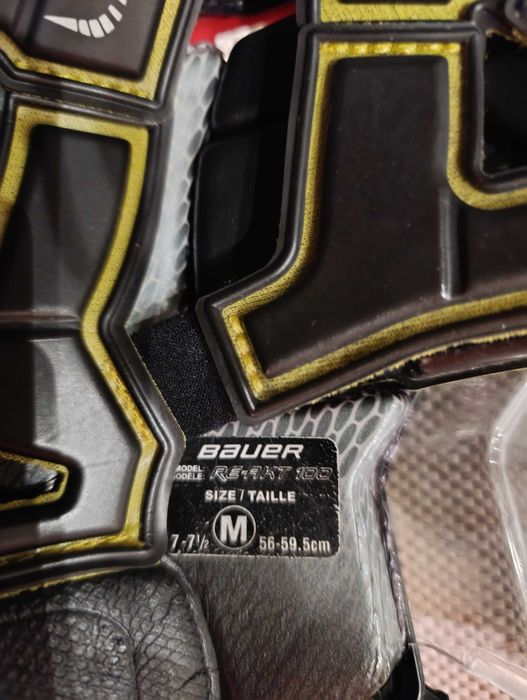 BAUER
MODEL:
MODÈLE: RE-AKT 100
SIZE / TAILLE
7-7½ M 56-59.5cm